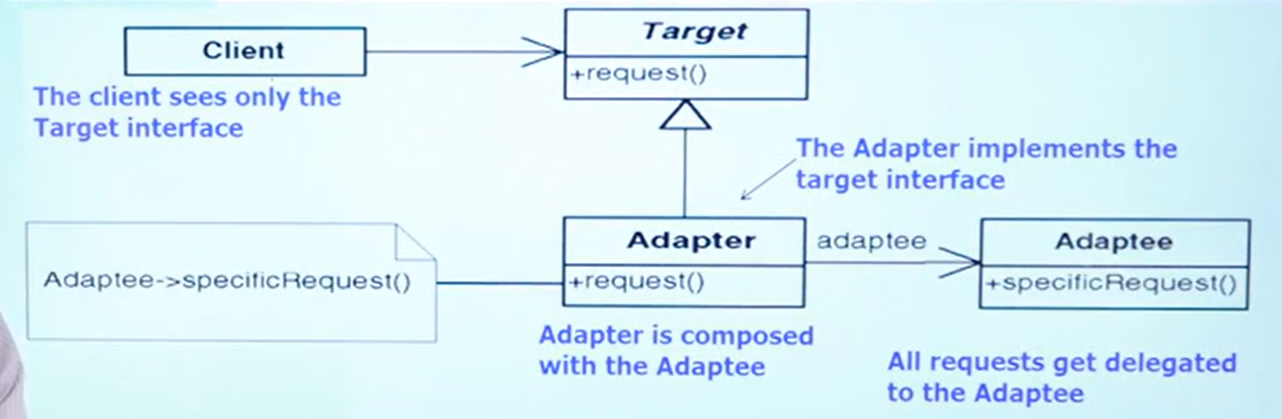 Client
Target
+request()
The client sees only the
Target interface
The Adapter implements the
target interface
Adapter
+request()
adaptee
Adaptee
+specificRequest()
Adaptee->specificRequest()
Adapter is composed
with the Adaptee
All requests get delegated
to the Adaptee